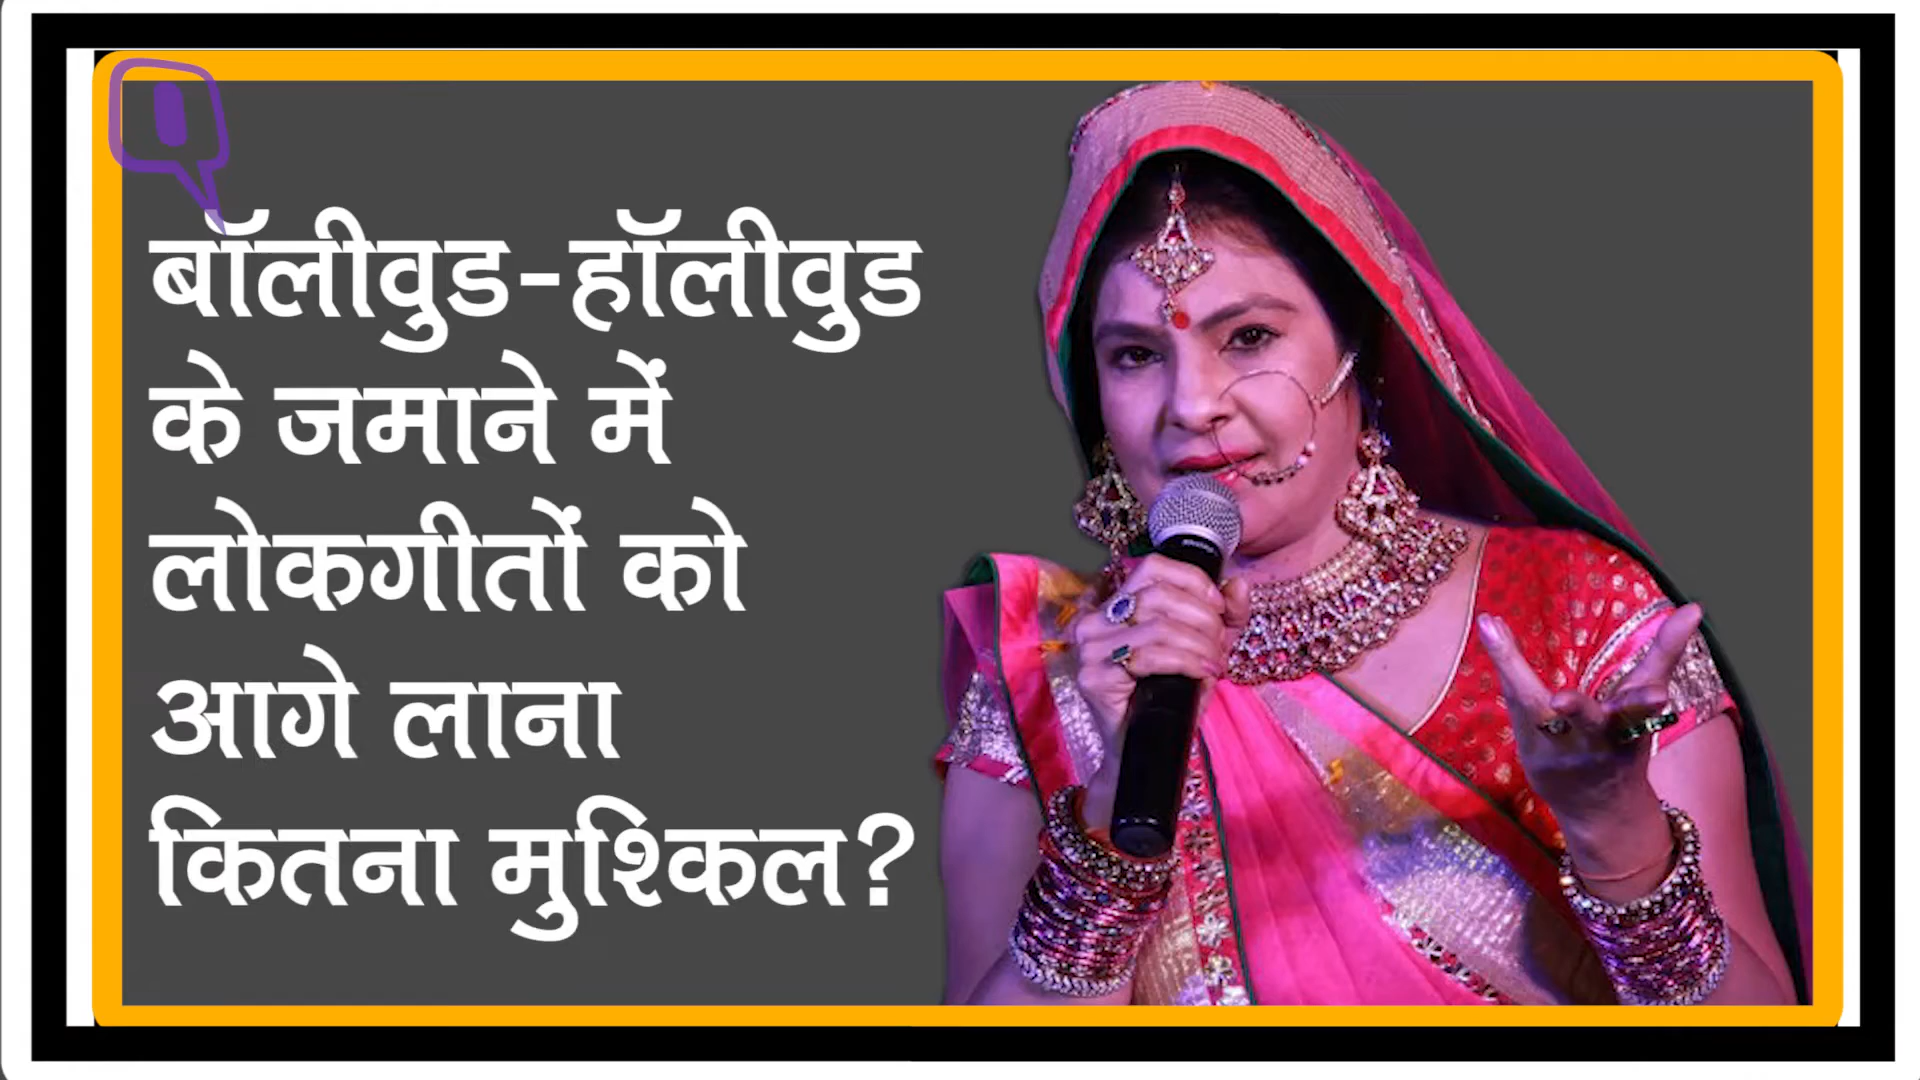 बॉलीवुड-हॉलीवुड
के जमाने में
लोकगीतों को
आगे लाना
कितना मुश्किल?